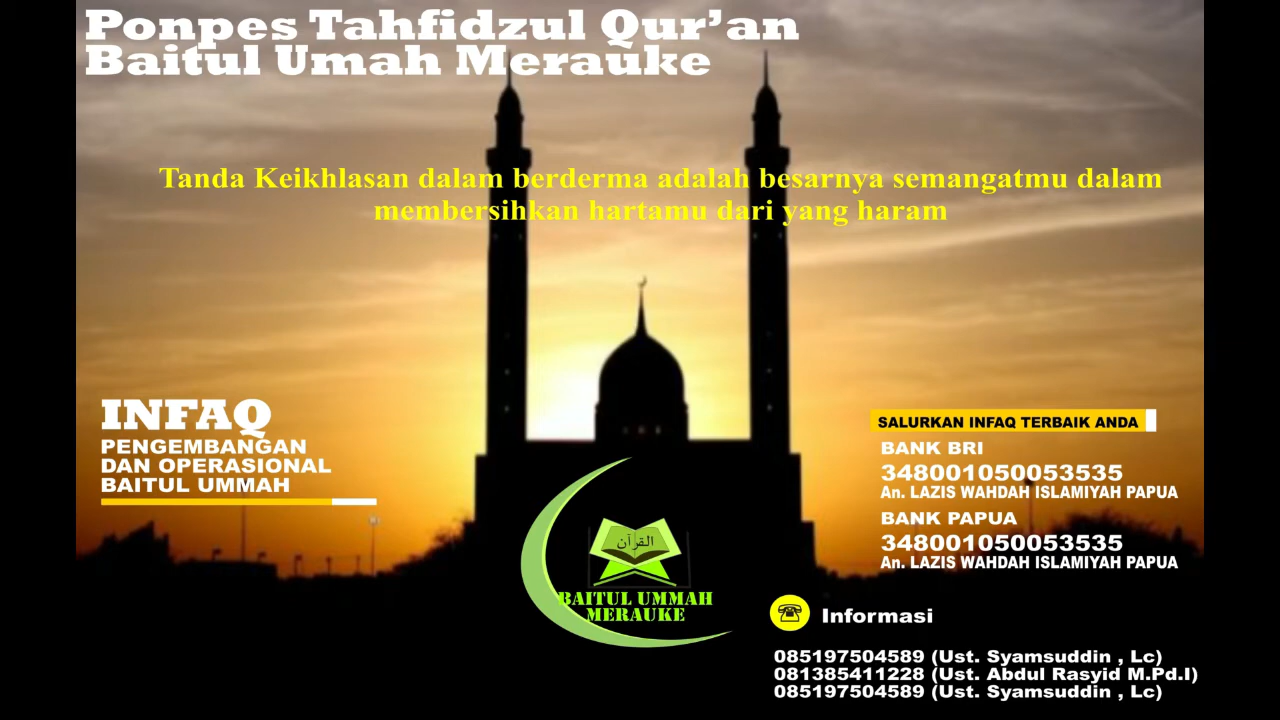 Ponpes Tahfidzul Qur’an
Baitul Umah Merauke
Tanda Keikhlasan dalam berderma adalah besarnya semangatmu dalam
membersihkan hartamu dari yang haram
INFAQ
PENGEMBANGAN
DAN OPERASIONAL
BAITUL UMMAH
SALURKAN INFAQ TERBAIK ANDA
BANK BRI
348001050053535
An. LAZIS WAHDAH ISLAMIYAH PAPUA
BANK PAPUA
348001050053535
An. LAZIS WAHDAH ISLAMIYAH PAPUA
القرآن
BAITUL UMMAH
MERAUKE
Informasi
085197504589 (Ust. Syamsuddin , Lc)
081385411228 (Ust. Abdul Rasyid M.Pd.I)
085197504589 (Ust. Syamsuddin , Lc)